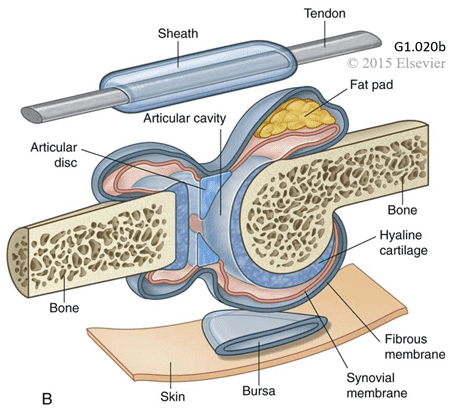 Tendon
Sheath
G1.020b
© 2015 Elsevier
Fat pad
Articular cavity
Articular
disc
Bone
Hyaline
cartilage
Bone
Fibrous
membrane
Synovial
membrane
Skin
Bursa
B